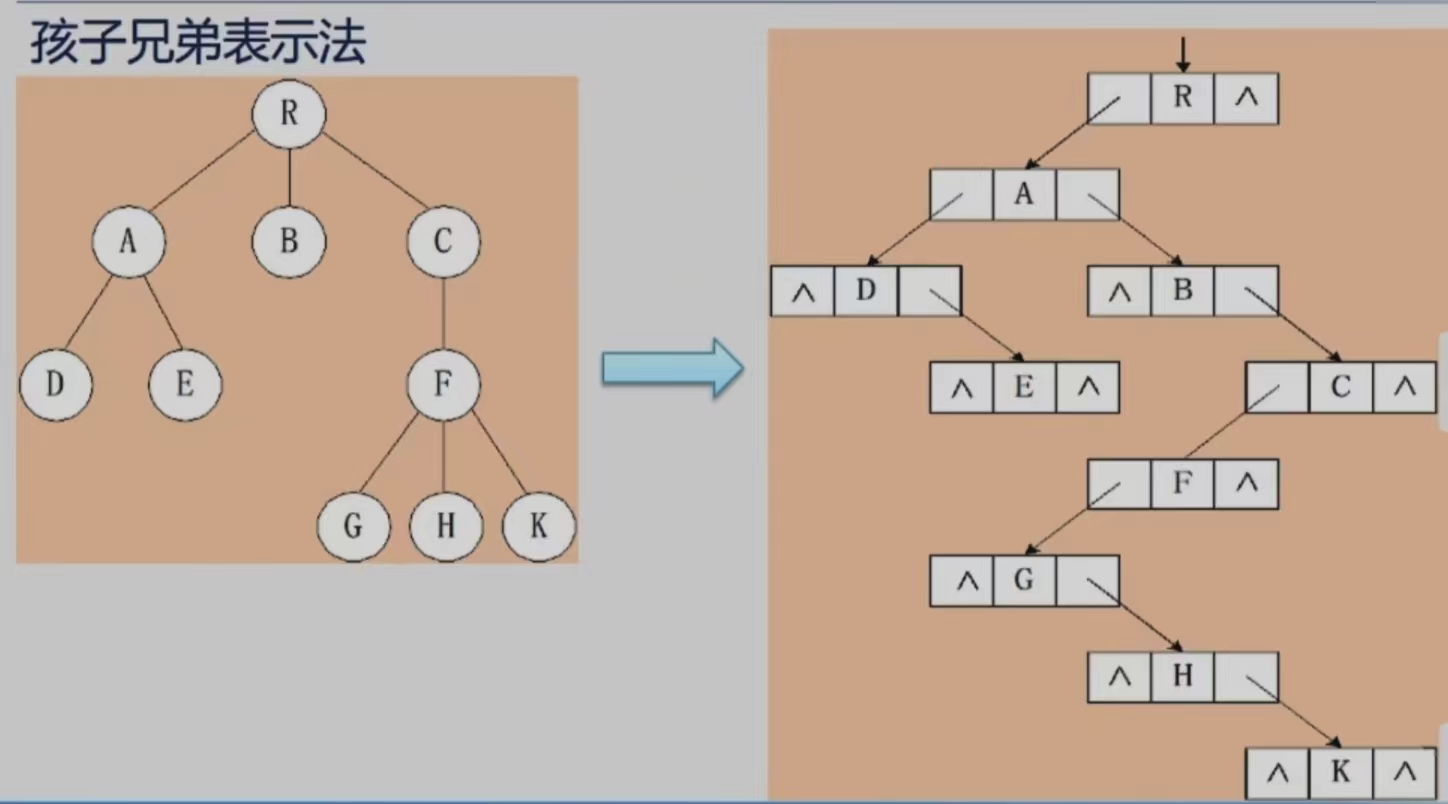 孩子兄弟表示法
R
A B C
D E F
G H K
R ∧
A
∧ D ∧ B
∧ E ∧ C ∧
F ∧
∧ G
∧ H
∧ K ∧